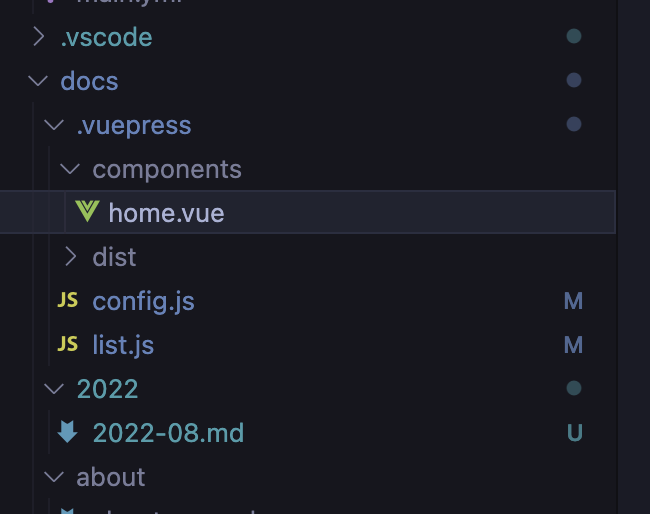 .vscode
docs
.vuepress
components
home.vue
dist
JS config.js M
JS list.js M
2022
2022-08.md U
about